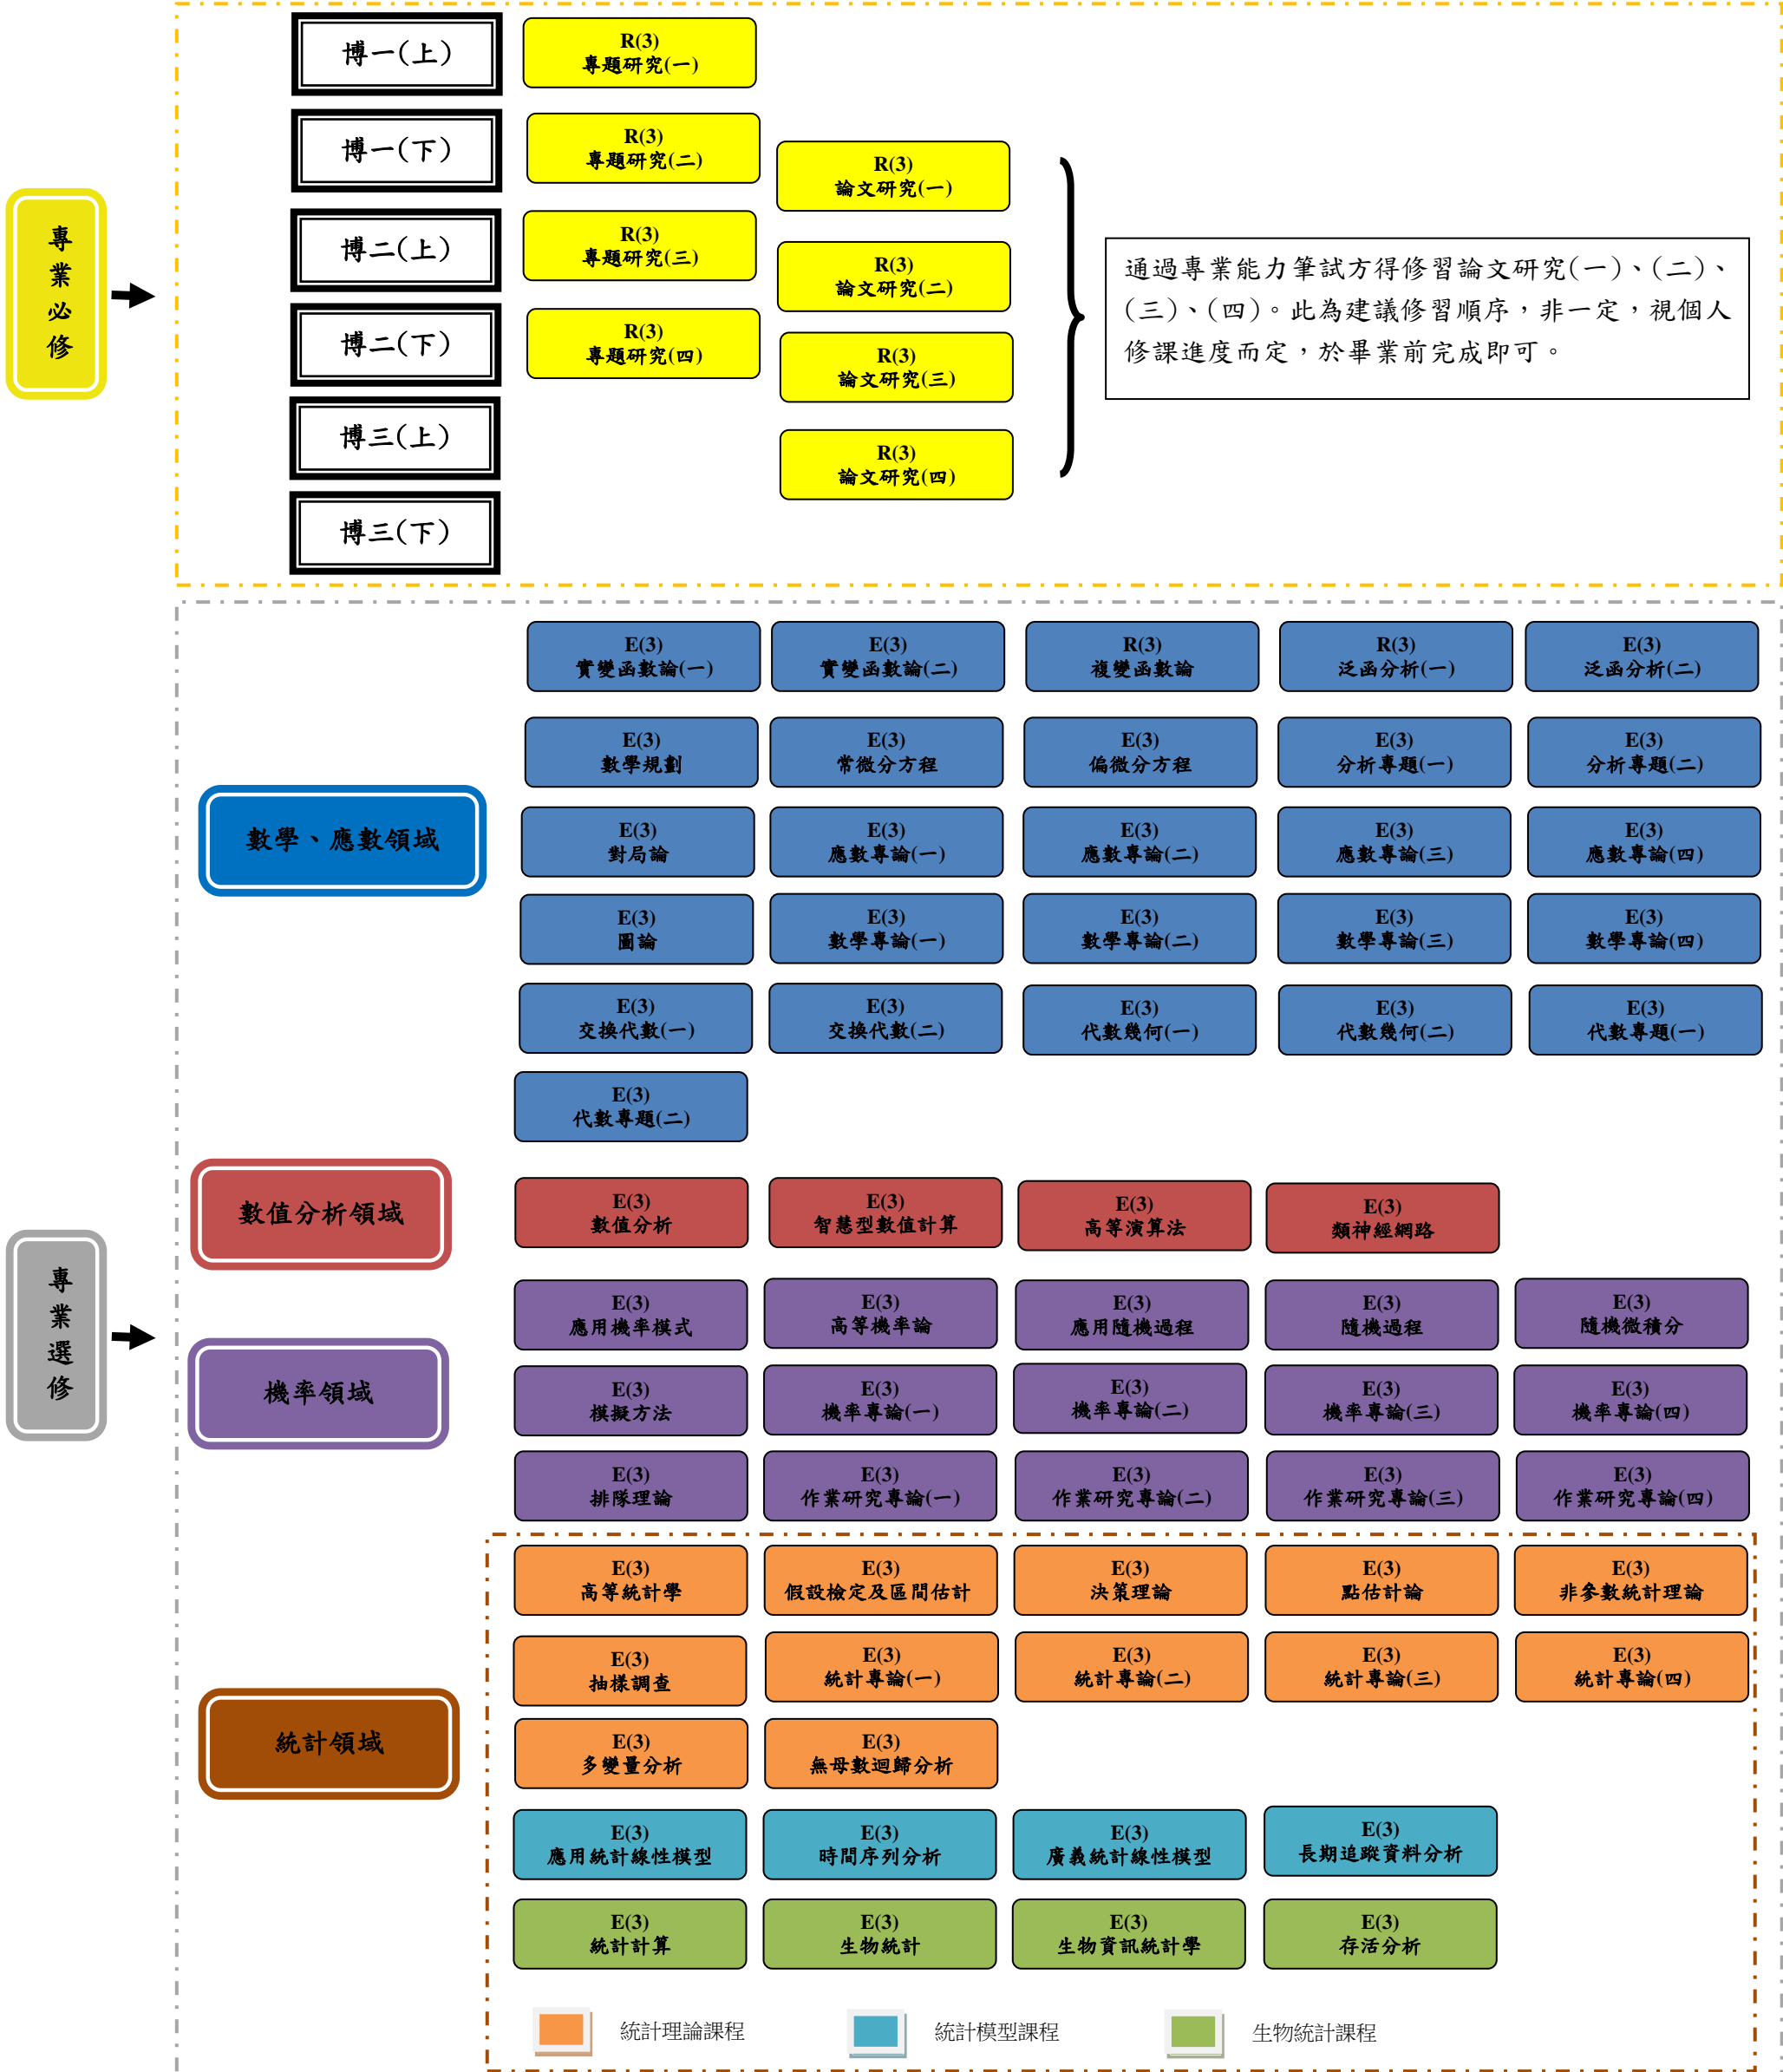 專業必修
博一(上)
R(3)
專題研究(一)
博一(下)
R(3)
專題研究(二)
R(3)
論文研究(一)
博二(上)
R(3)
專題研究(三)
R(3)
論文研究(二)
博二(下)
R(3)
專題研究(四)
R(3)
論文研究(三)
博三(上)
R(3)
論文研究(四)
博三(下)
通過專業能力筆試方得修習論文研究(一)、(二)、
(三)、(四)。此為建議修習順序，非一定，視個人
修課進度而定，於畢業前完成即可。
專業選修
數學、應數領域
E(3)
實變函數論(一)
E(3)
實變函數論(二)
R(3)
複變函數論
R(3)
泛函分析(一)
E(3)
泛函分析(二)
E(3)
數學規劃
E(3)
常微分方程
E(3)
偏微分方程
E(3)
分析專題(一)
E(3)
分析專題(二)
E(3)
對局論
E(3)
應數專論(一)
E(3)
應數專論(二)
E(3)
應數專論(三)
E(3)
應數專論(四)
E(3)
圖論
E(3)
數學專論(一)
E(3)
數學專論(二)
E(3)
數學專論(三)
E(3)
數學專論(四)
E(3)
交換代數(一)
E(3)
交換代數(二)
E(3)
代數幾何(一)
E(3)
代數幾何(二)
E(3)
代數專題(一)
E(3)
代數專題(二)
數值分析領域
E(3)
數值分析
E(3)
智慧型數值計算
E(3)
高等演算法
E(3)
類神經網路
機率領域
E(3)
應用機率模式
E(3)
高等機率論
E(3)
應用隨機過程
E(3)
隨機過程
E(3)
隨機微積分
E(3)
模擬方法
E(3)
機率專論(一)
E(3)
機率專論(二)
E(3)
機率專論(三)
E(3)
機率專論(四)
E(3)
排隊理論
E(3)
作業研究專論(一)
E(3)
作業研究專論(二)
E(3)
作業研究專論(三)
E(3)
作業研究專論(四)
統計領域
E(3)
高等統計學
E(3)
假設檢定及區間估計
E(3)
決策理論
E(3)
點估計論
E(3)
非參數統計理論
E(3)
抽樣調查
E(3)
統計專論(一)
E(3)
統計專論(二)
E(3)
統計專論(三)
E(3)
統計專論(四)
E(3)
多變量分析
E(3)
無母數迴歸分析
E(3)
應用統計線性模型
E(3)
時間序列分析
E(3)
廣義統計線性模型
E(3)
長期追蹤資料分析
E(3)
統計計算
E(3)
生物統計
E(3)
生物資訊統計學
E(3)
存活分析
統計理論課程
統計模型課程
生物統計課程